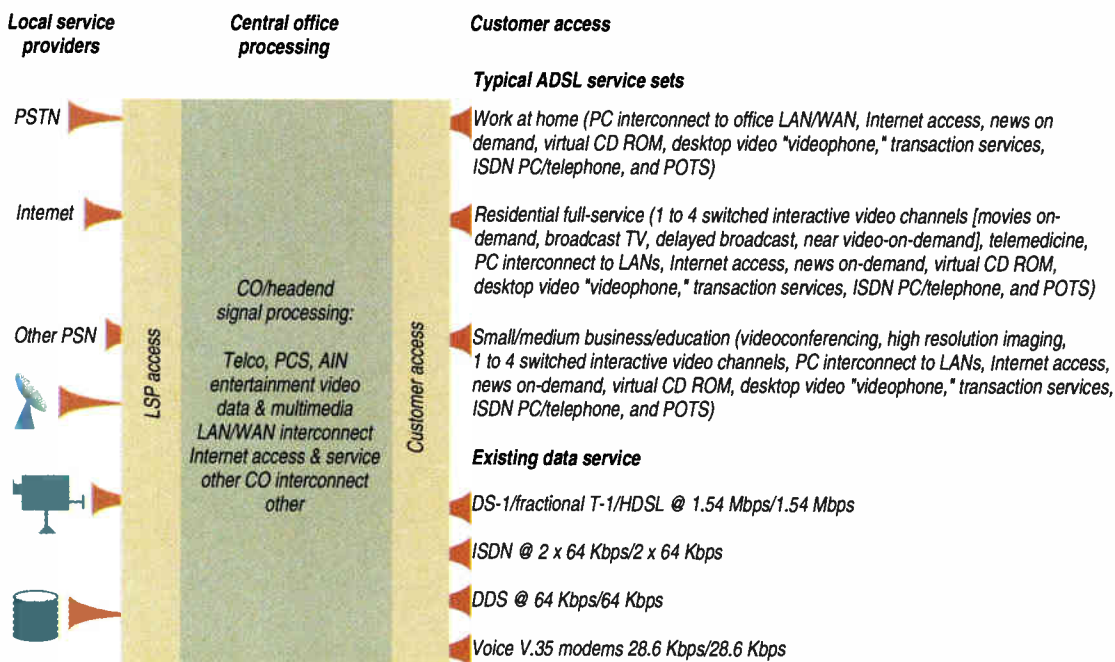 Local service
providers
Central office
processing
Customer access
PSTN
Internet
Other PSN
LSP access
CO/headend
signal processing:
Telco, PCS, AIN
entertainment video
data & multimedia
LAN/WAN interconnect
Internet access & service
other CO interconnect
other
Customer access
Typical ADSL service sets
Work at home (PC interconnect to office LAN/WAN, Internet access, news on
demand, virtual CD ROM, desktop video "videophone," transaction services,
ISDN PC/telephone, and POTS)
Residential full-service (1 to 4 switched interactive video channels [movies on-
demand, broadcast TV, delayed broadcast, near video-on-demand], telemedicine,
PC interconnect to LANs, Internet access, news on-demand, virtual CD ROM,
desktop video "videophone," transaction services, ISDN PC/telephone, and POTS)
Small/medium business/education (videoconferencing, high resolution imaging,
1 to 4 switched interactive video channels, PC interconnect to LANs, Internet access,
news on-demand, virtual CD ROM, desktop video "videophone," transaction services,
ISDN PC/telephone, and POTS)
Existing data service
DS-1/fractional T-1/HDSL @ 1.54 Mbps/1.54 Mbps
ISDN @ 2 x 64 Kbps/2 x 64 Kbps
DDS @ 64 Kbps/64 Kbps
Voice V.35 modems 28.6 Kbps/28.6 Kbps